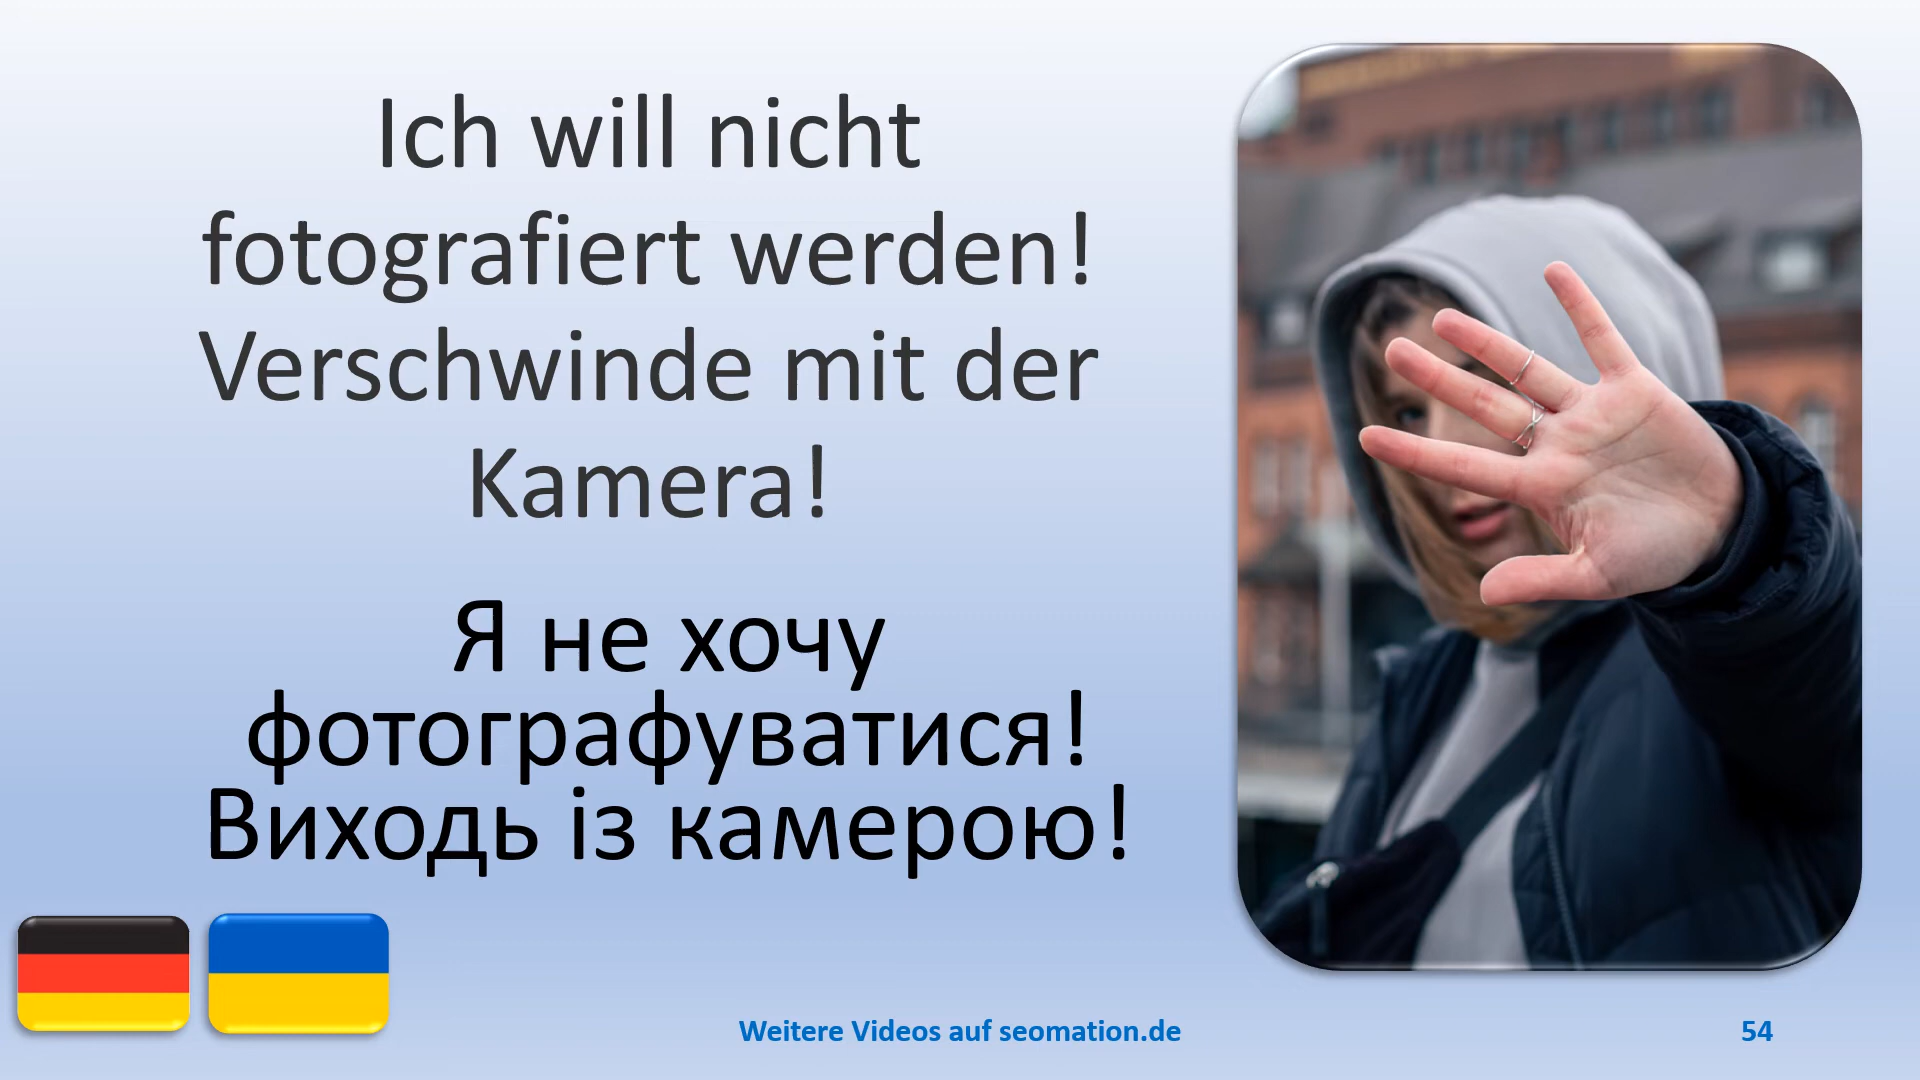 Ich will nicht
fotografiert werden!
Verschwinde mit der
Kamera!
Я не хочу
фотографуватися!
Виходь із камерою!
Weitere Videos auf seomation.de
54